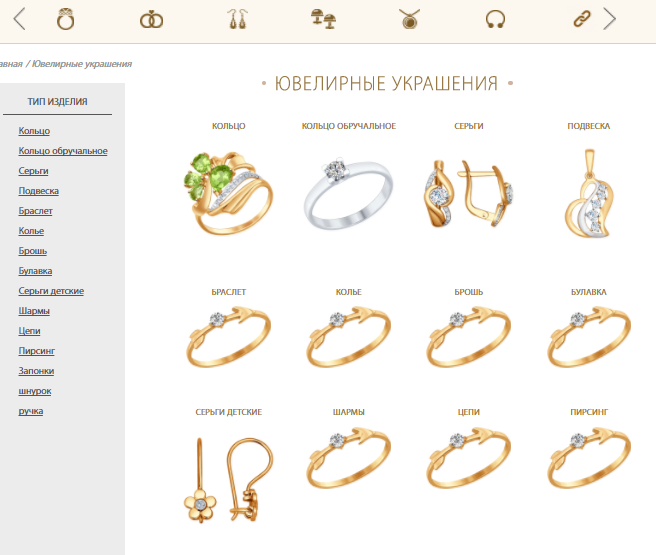 авная / Ювелирные украшения
• ЮВЕЛИРНЫЕ УКРАШЕНИЯ •
ТИП ИЗДЕЛИЯ
Кольцо
Кольцо обручальное
Серьги
Подвеска
Браслет
Колье
Брошь
Булавка
Серьги детские
Шармы
Цепи
Пирсинг
Запонки
шнурок
ручка
КОЛЬЦО
КОЛЬЦО ОБРУЧАЛЬНОЕ
СЕРЬГИ
ПОДВЕСКА
БРАСЛЕТ
КОЛЬЕ
БРОШЬ
БУЛАВКА
СЕРЬГИ ДЕТСКИЕ
ШАРМЫ
ЦЕПИ
ПИРСИНГ